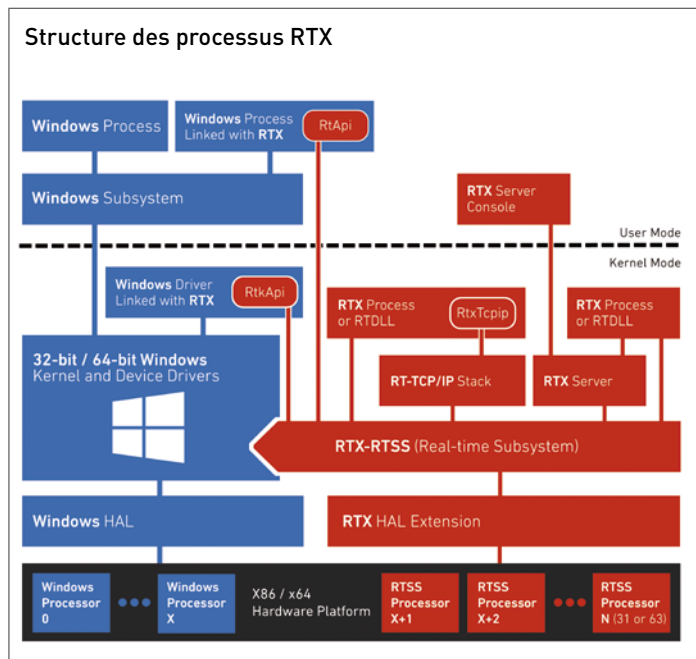 Structure des processus RTX
Windows Process
Windows Process
Linked with RTX
RtApi
Windows Subsystem
RTX Server
Console
User Mode
Kernel Mode
Windows Driver
Linked with RTX
RtkApi
RTX Process
or RTDLL
RtxTcpip
RTX Process
or RTDLL
32-bit / 64-bit Windows
Kernel and Device Drivers
RT-TCP/IP Stack
RTX Server
RTX-RTSS (Real-time Subsystem)
Windows HAL
RTX HAL Extension
Windows
Processor
0
Windows
Processor
X
X86 / x64
Hardware Platform
RTSS
Processor
X+1
RTSS
Processor
X+2
RTSS
Processor
N (31 or 63)